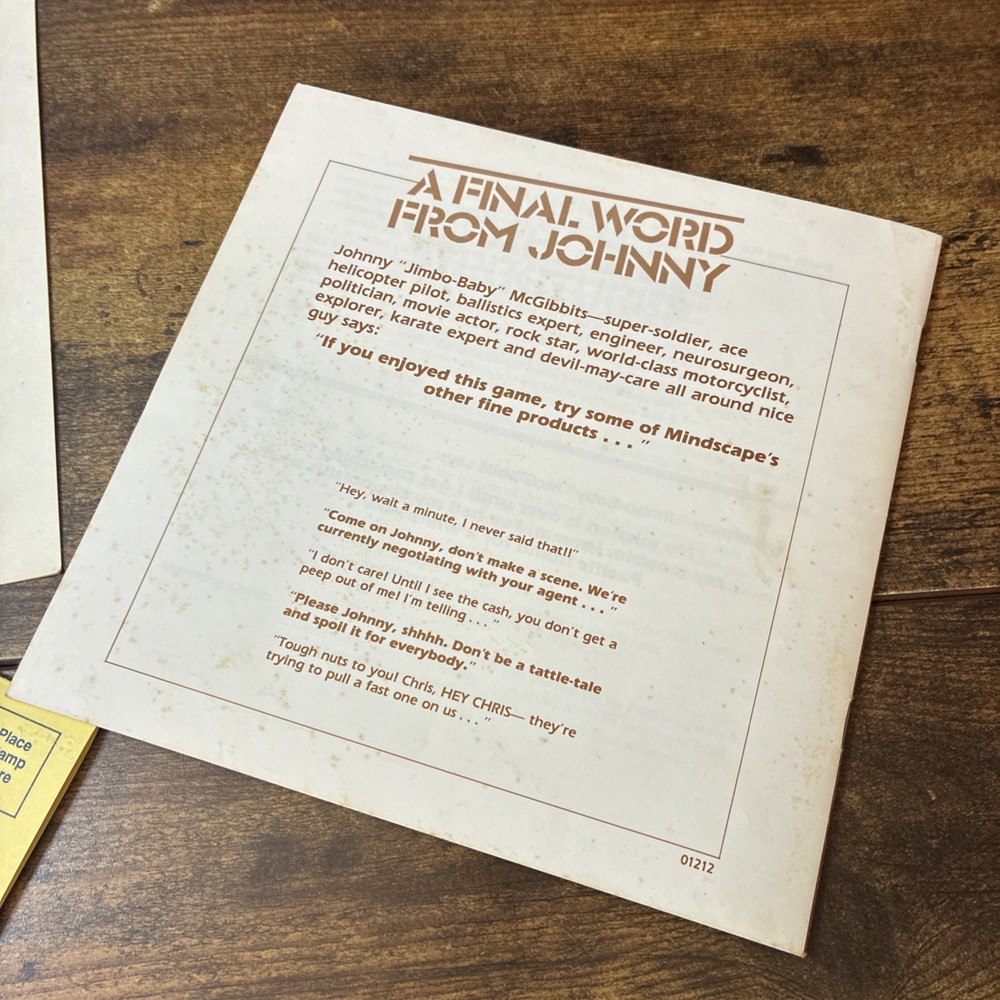 A FINAL WORD
FROM JOHNNY
Johnny "Jimbo-Baby" McGibbits—super-soldier, ace
helicopter pilot, ballistics expert, engineer, neurosurgeon,
politician, movie actor, rock star, world-class motorcyclist,
explorer, karate expert and devil-may-care all around nice
guy says:
"If you enjoyed this game, try some of Mindscape's
other fine products . . . "
"Hey, wait a minute, I never said that!!"
"Come on Johnny, don't make a scene. We're
currently negotiating with your agent . . . "
"I don't care! Until I see the cash, you don't get a
peep out of me! I'm telling . . . "
"Please Johnny, shhhh. Don't be a tattle-tale
and spoil it for everybody."
"Tough nuts to you! Chris, HEY CHRIS— they're
trying to pull a fast one on us . . . "
01212
Place
amp
re